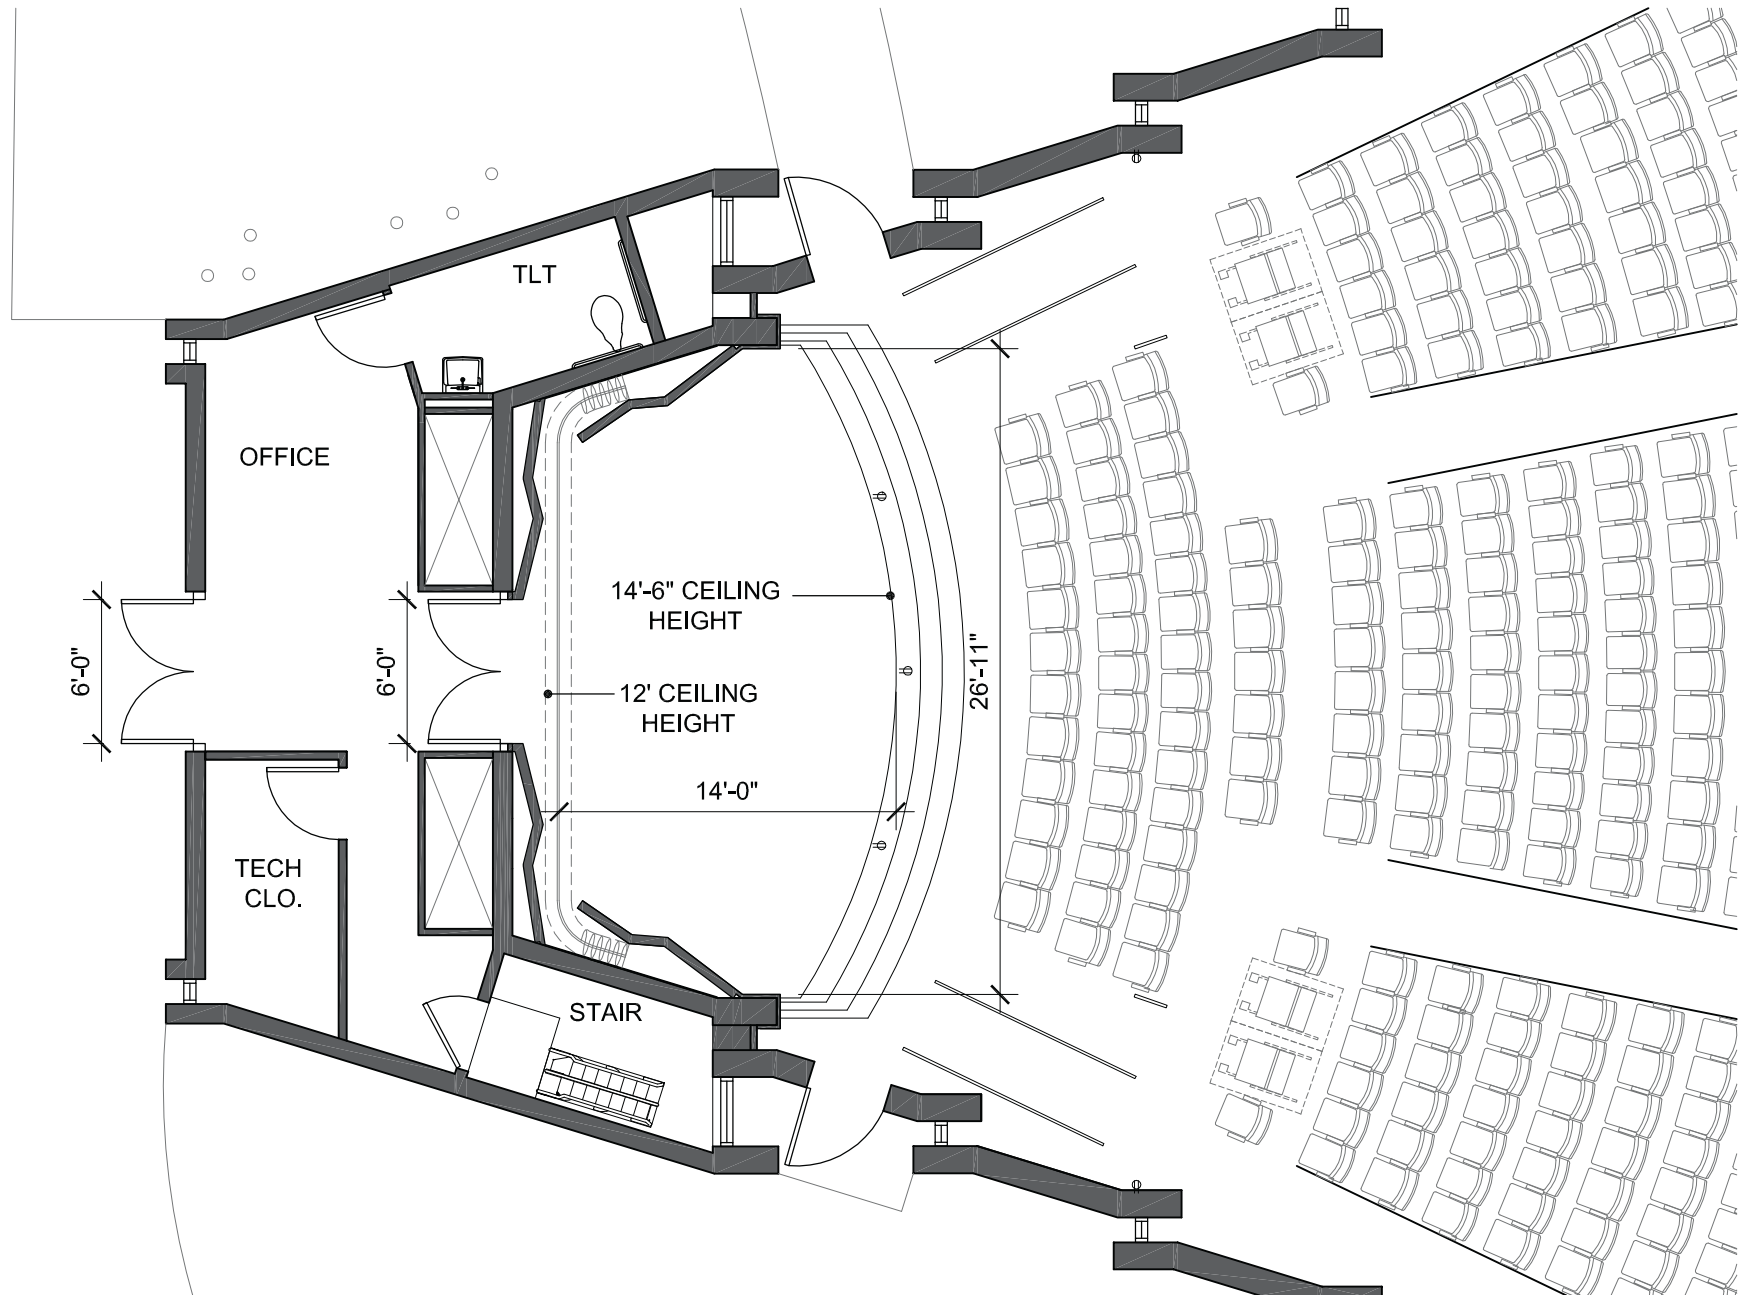 TLT
OFFICE
14'-6" CEILING
HEIGHT
6'-0"
6'-0"
26'-11"
12' CEILING
HEIGHT
14'-0"
TECH
CLO.
STAIR